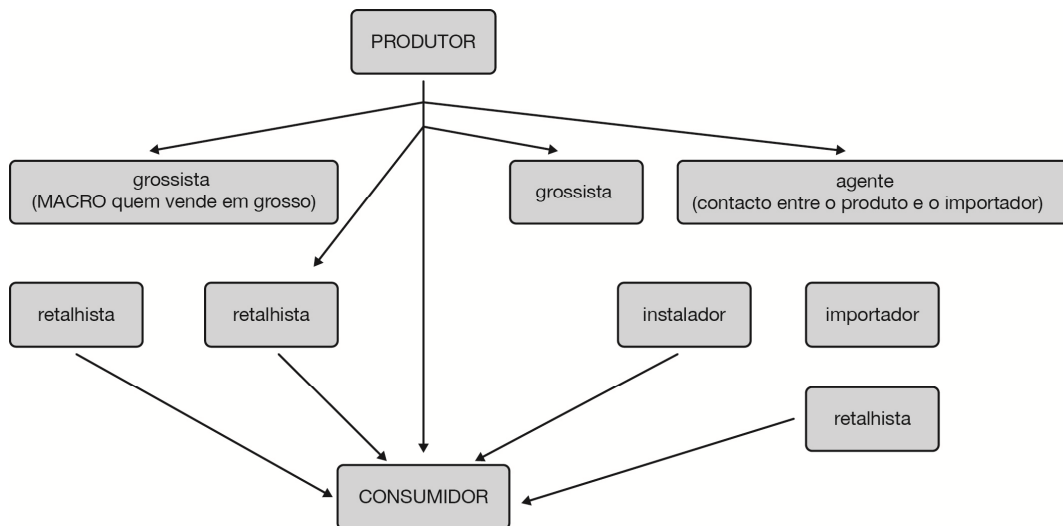 PRODUTOR
grossista
(MACRO quem vende em grosso)
grossista
agente
(contacto entre o produto e o importador)
retalhista
retalhista
instalador
importador
retalhista
CONSUMIDOR